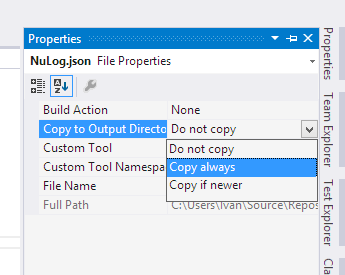 Properties
NuLog.json File Properties
Build Action None
Copy to Output Directo Do not copy
Do not copy
Custom Tool
Copy always
Custom Tool Namespa
Copy if newer
File Name
Full Path C:\Users\Ivan\Source\Repos
Properties
Team Explorer
Test Explorer
Cla